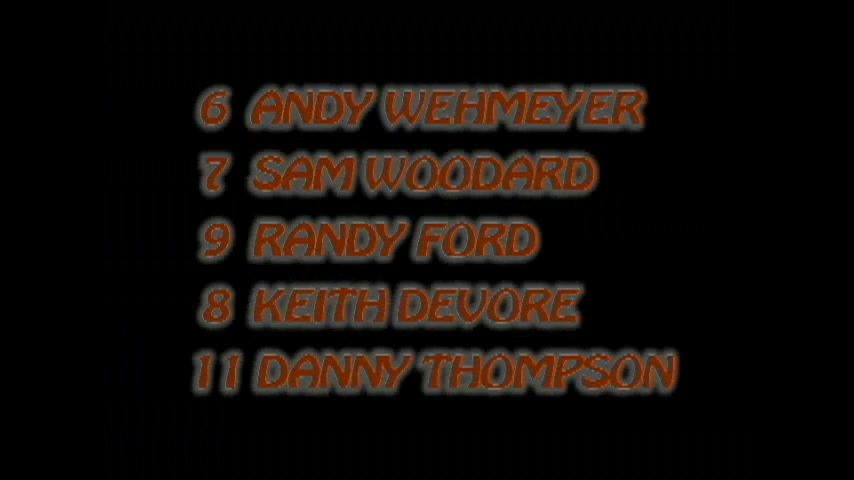 6 ANDY WEHMEYER
7 SAM WOODARD
9 RANDY FORD
8 KEITH DEVORE
11 DANNY THOMPSON